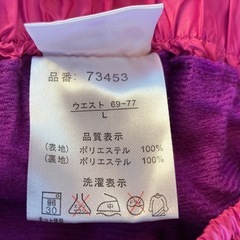 品番: 73453
ウエスト 69-77
L
品質表示
(表地) ポリエステル 100%
(裏地) ポリエステル 100%
洗濯表示
30